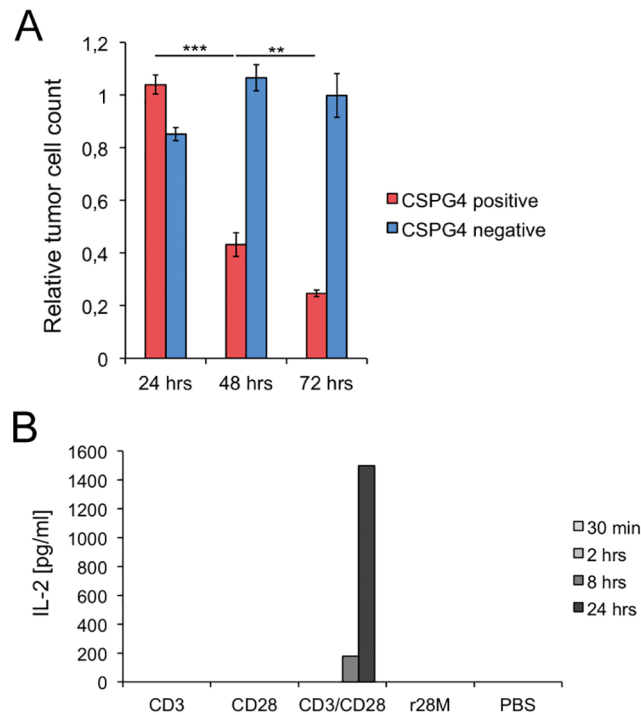 A
Relative tumor cell count
1,2
1
0,8
0,6
0,4
0,2
0
***
**
24 hrs
48 hrs
72 hrs
CSPG4 positive
CSPG4 negative
B
IL-2 [pg/ml]
1600
1400
1200
1000
800
600
400
200
0
CD3
CD28
CD3/CD28
r28M
PBS
30 min
2 hrs
8 hrs
24 hrs